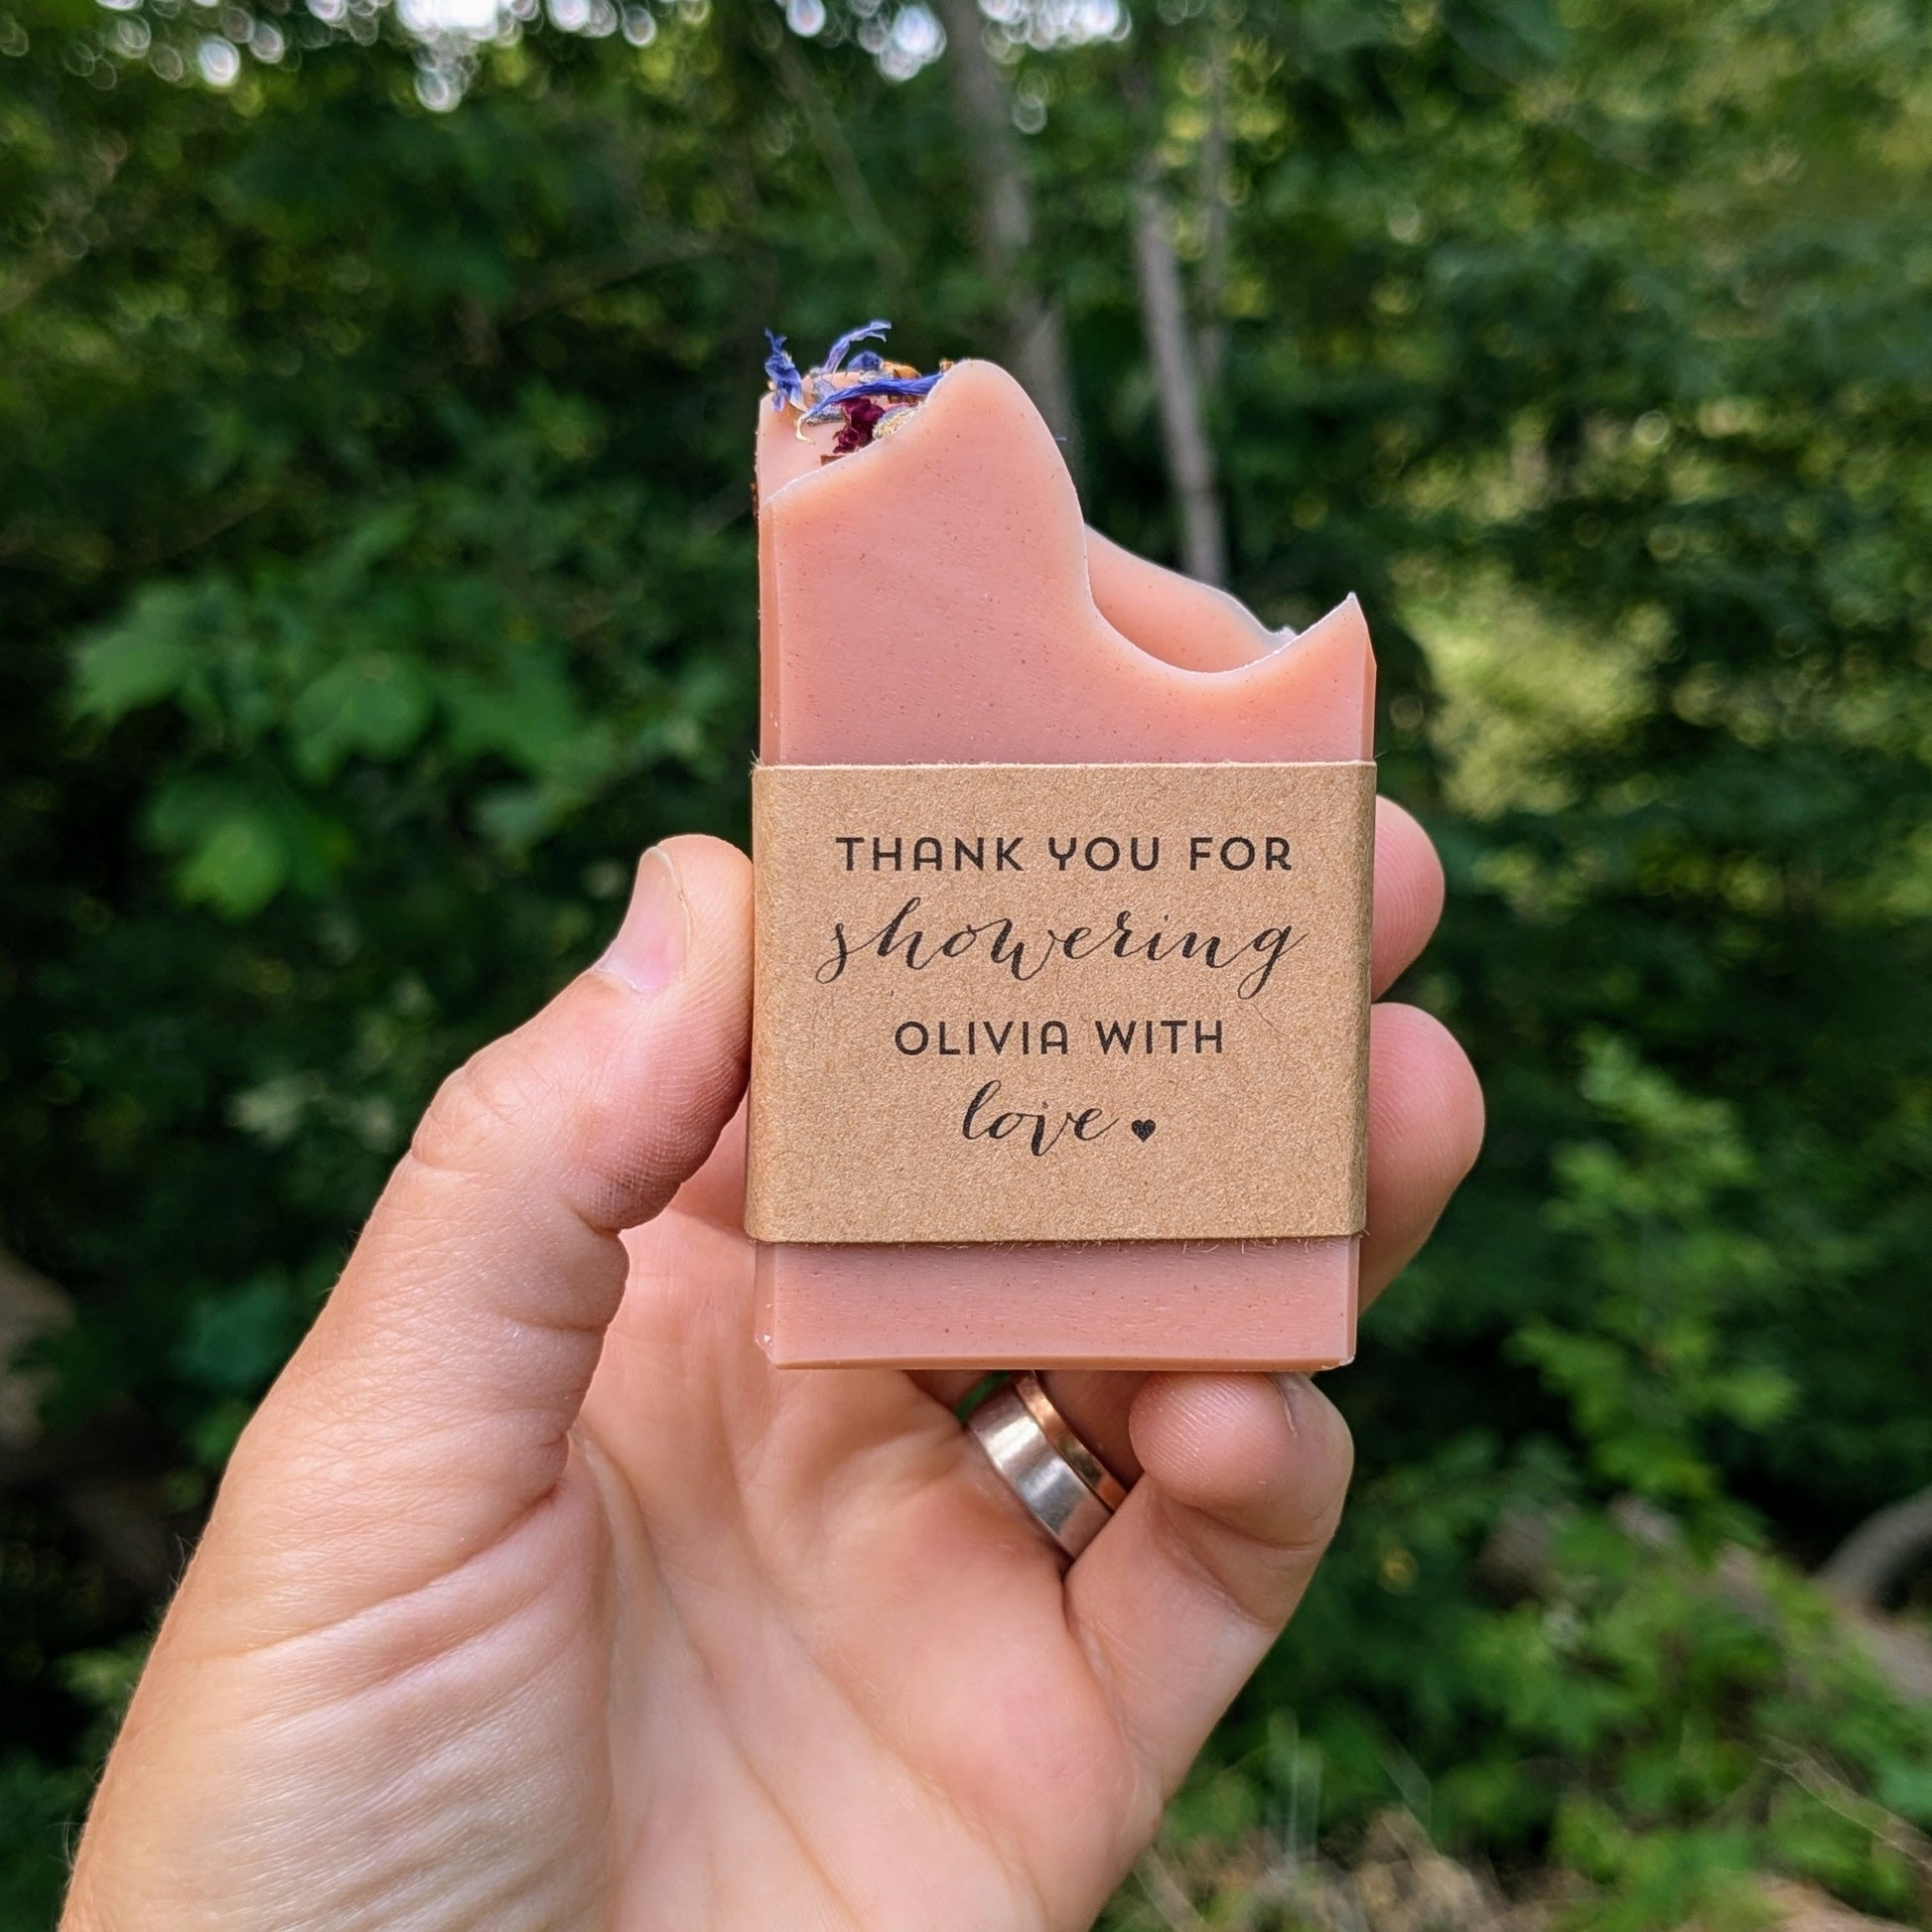 THANK YOU FOR
showering
OLIVIA WITH
love ♥